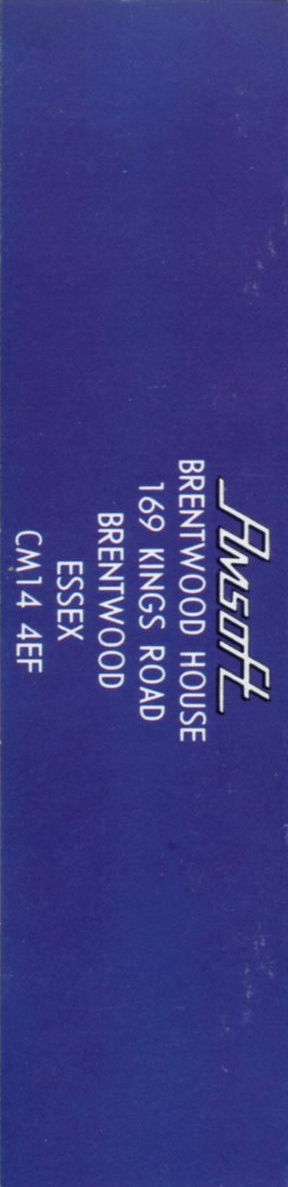 Amsoft
BRENTWOOD HOUSE
169 KINGS ROAD
BRENTWOOD
ESSEX
CM14 4EF